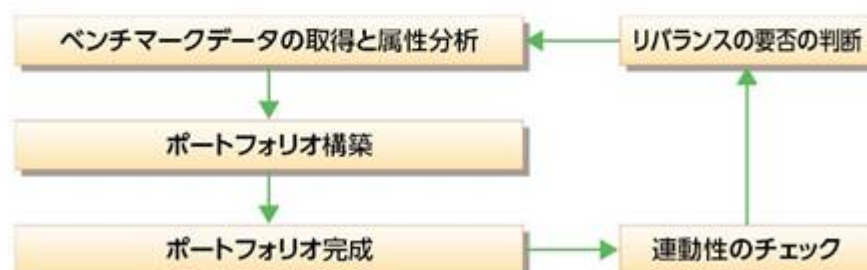 ベンチマークデータの取得と属性分析
リバランスの要否の判断
ポートフォリオ構築
ポートフォリオ完成
連動性のチェック